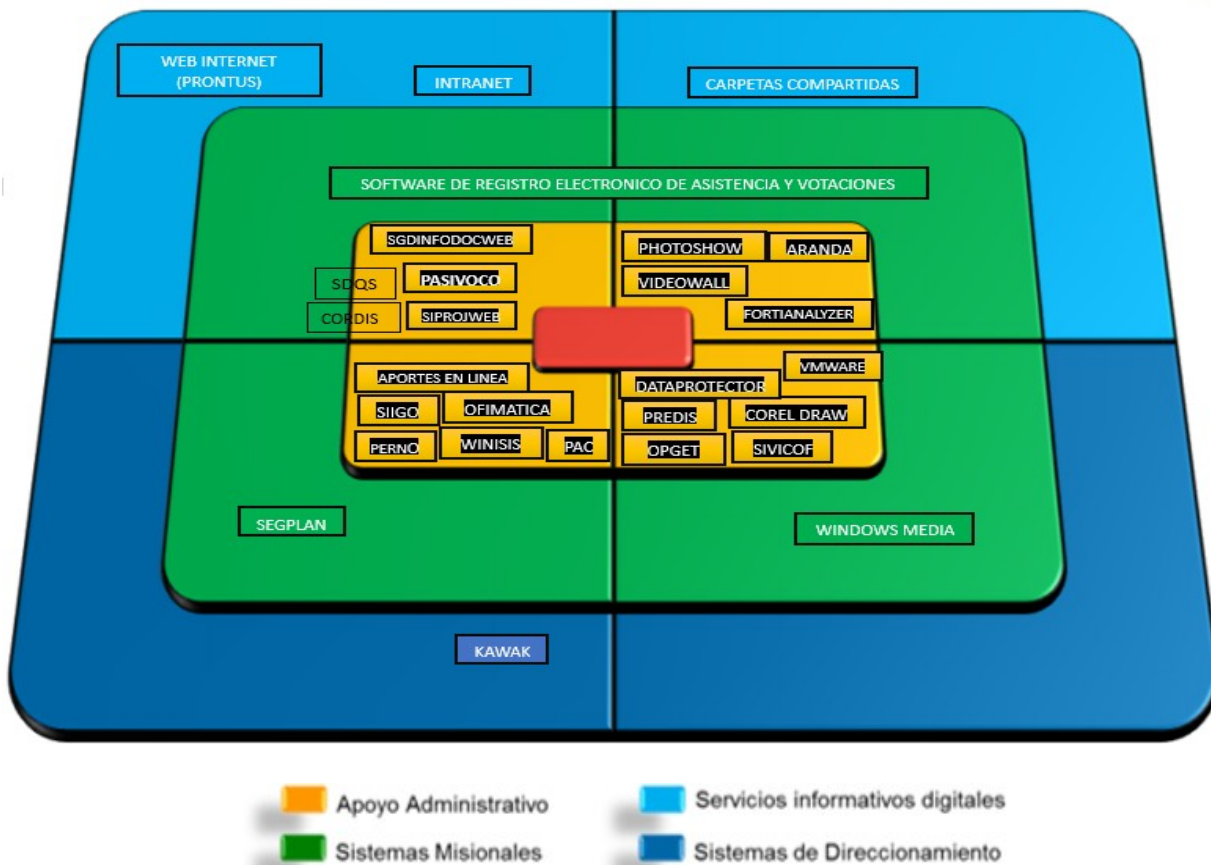 WEB INTERNET
(PRONTUS)
INTRANET
CARPETAS COMPARTIDAS
SOFTWARE DE REGISTRO ELECTRONICO DE ASISTENCIA Y VOTACIONES
SGDINFODOCWEB
PHOTOSHOW
ARANDA
SDQS
PASIVOCO
VIDEOWALL
CORDIS
SIPROJWEB
FORTIANALYZER
APORTES EN LINEA
DATAPROTECTOR
VMWARE
SIIGO
OFIMATICA
PREDIS
COREL DRAW
PERNO
WINISIS
PAC
OPGET
SIVICOF
SEGPLAN
WINDOWS MEDIA
KAWAK
Apoyo Administrativo
Servicios informativos digitales
Sistemas Misionales
Sistemas de Direccionamiento